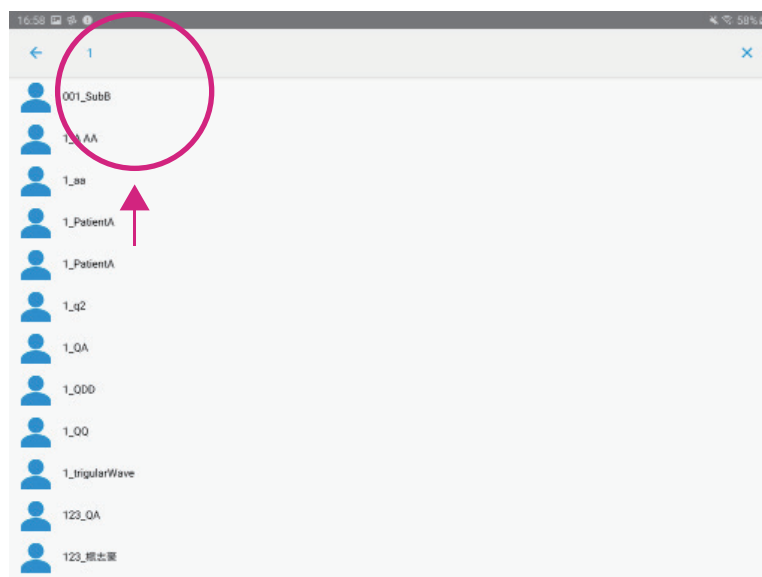 16:58 58%
1
001_SubB
1_A AA
1_aa
1_PatientA
1_PatientA
1_q2
1_QA
1_QDD
1_QQ
1_trigularWave
123_QA
123_